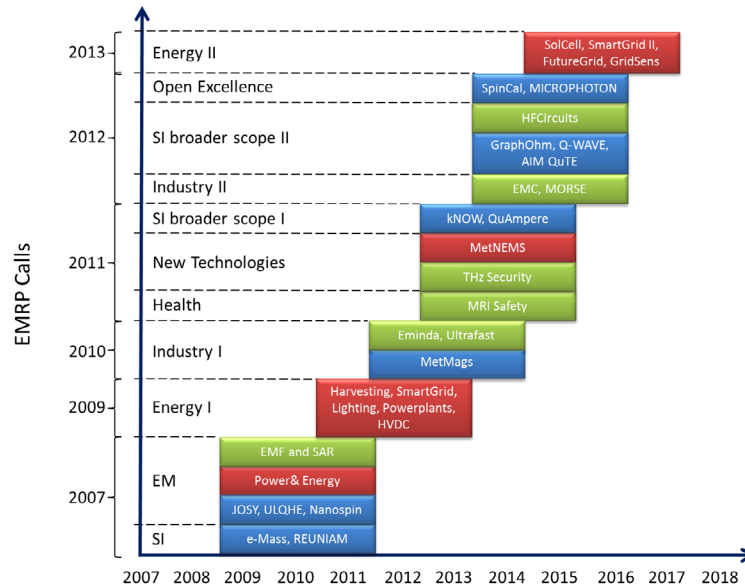 EMRP Calls
2013
Energy II
SolCell, SmartGrid II,
FutureGrid, GridSens
2012
Open Excellence
SpinCal, MICROPHOTON
SI broader scope II
HFCircuits
GraphOhm, Q-WAVE,
AIM QuTE
Industry II
EMC, MORSE
2011
SI broader scope I
kNOW, QuAmpere
New Technologies
MetNEMS
THz Security
Health
MRI Safety
2010
Industry I
Eminda, Ultrafast
MetMags
2009
Energy I
Harvesting, SmartGrid,
Lighting, Powerplants,
HVDC
2007
EM
EMF and SAR
Power& Energy
JOSY, ULQHE, Nanospin
SI
e-Mass, REUNIAM
2007 2008 2009 2010 2011 2012 2013 2014 2015 2016 2017 2018